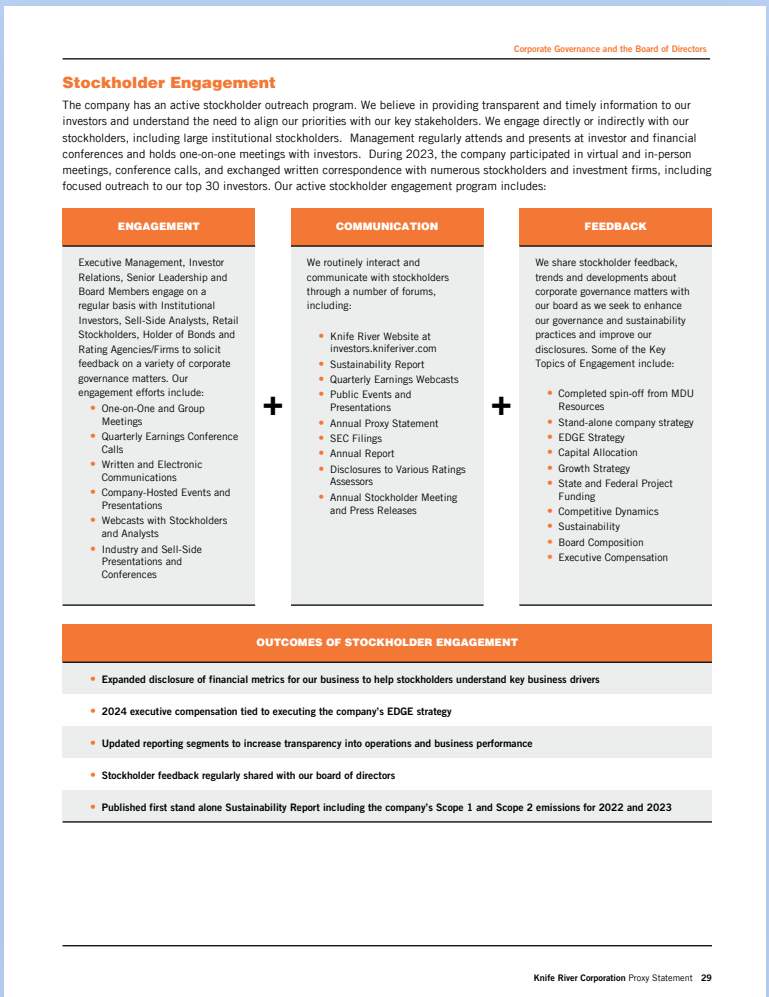 Corporate Governance and the Board of Directors
Stockholder Engagement
The company has an active stockholder outreach program. We believe in providing transparent and timely information to our
investors and understand the need to align our priorities with our key stakeholders. We engage directly or indirectly with our
stockholders, including large institutional stockholders. Management regularly attends and presents at investor and financial
conferences and holds one-on-one meetings with investors. During 2023, the company participated in virtual and in-person
meetings, conference calls, and exchanged written correspondence with numerous stockholders and investment firms, including
focused outreach to our top 30 investors. Our active stockholder engagement program includes:
ENGAGEMENT
Executive Management, Investor
Relations, Senior Leadership and
Board Members engage on a
regular basis with Institutional
Investors, Sell-Side Analysts, Retail
Stockholders, Holder of Bonds and
Rating Agencies/Firms to solicit
feedback on a variety of corporate
governance matters. Our
engagement efforts include:
• One-on-One and Group
Meetings
• Quarterly Earnings Conference
Calls
• Written and Electronic
Communications
• Company-Hosted Events and
Presentations
• Webcasts with Stockholders
and Analysts
• Industry and Sell-Side
Presentations and
Conferences
+
COMMUNICATION
We routinely interact and
communicate with stockholders
through a number of forums,
including:
• Knife River Website at
investors.kniferiver.com
• Sustainability Report
• Quarterly Earnings Webcasts
• Public Events and
Presentations
• Annual Proxy Statement
• SEC Filings
• Annual Report
• Disclosures to Various Ratings
Assessors
• Annual Stockholder Meeting
and Press Releases
+
FEEDBACK
We share stockholder feedback,
trends and developments about
corporate governance matters with
our board as we seek to enhance
our governance and sustainability
practices and improve our
disclosures. Some of the Key
Topics of Engagement include:
• Completed spin-off from MDU
Resources
• Stand-alone company strategy
• EDGE Strategy
• Capital Allocation
• Growth Strategy
• State and Federal Project
Funding
• Competitive Dynamics
• Sustainability
• Board Composition
• Executive Compensation
OUTCOMES OF STOCKHOLDER ENGAGEMENT
• Expanded disclosure of financial metrics for our business to help stockholders understand key business drivers
• 2024 executive compensation tied to executing the company's EDGE strategy
• Updated reporting segments to increase transparency into operations and business performance
• Stockholder feedback regularly shared with our board of directors
• Published first stand alone Sustainability Report including the company's Scope 1 and Scope 2 emissions for 2022 and 2023
Knife River Corporation Proxy Statement 29